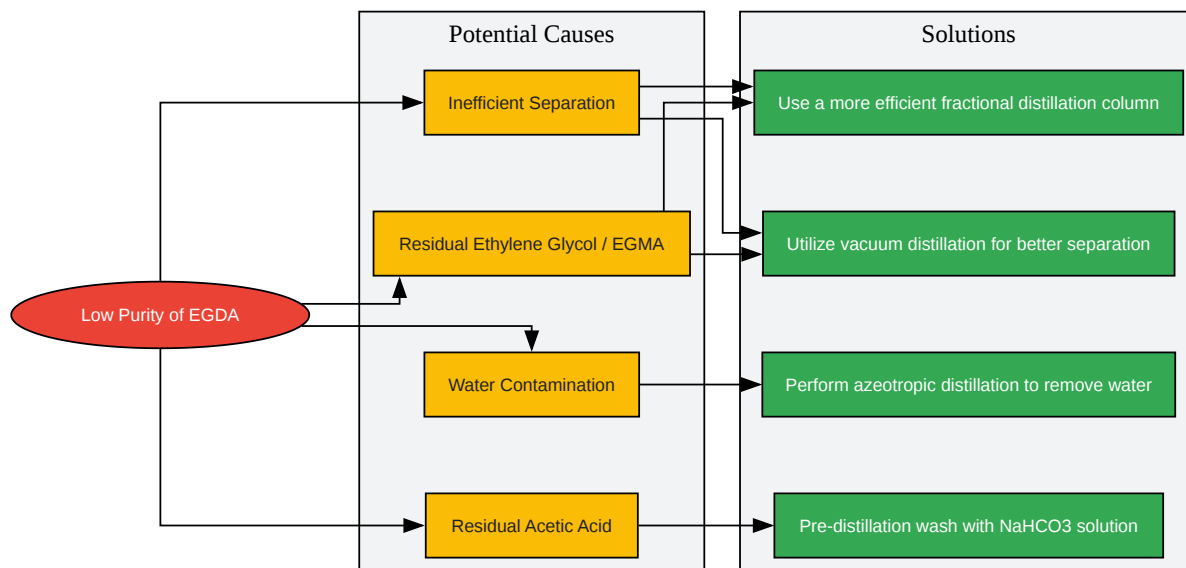 Potential Causes
Solutions
Inefficient Separation
Use a more efficient fractional distillation column
Residual Ethylene Glycol / EGMA
Utilize vacuum distillation for better separation
Low Purity of EGDA
Water Contamination
Perform azeotropic distillation to remove water
Residual Acetic Acid
Pre-distillation wash with NaHCO3 solution